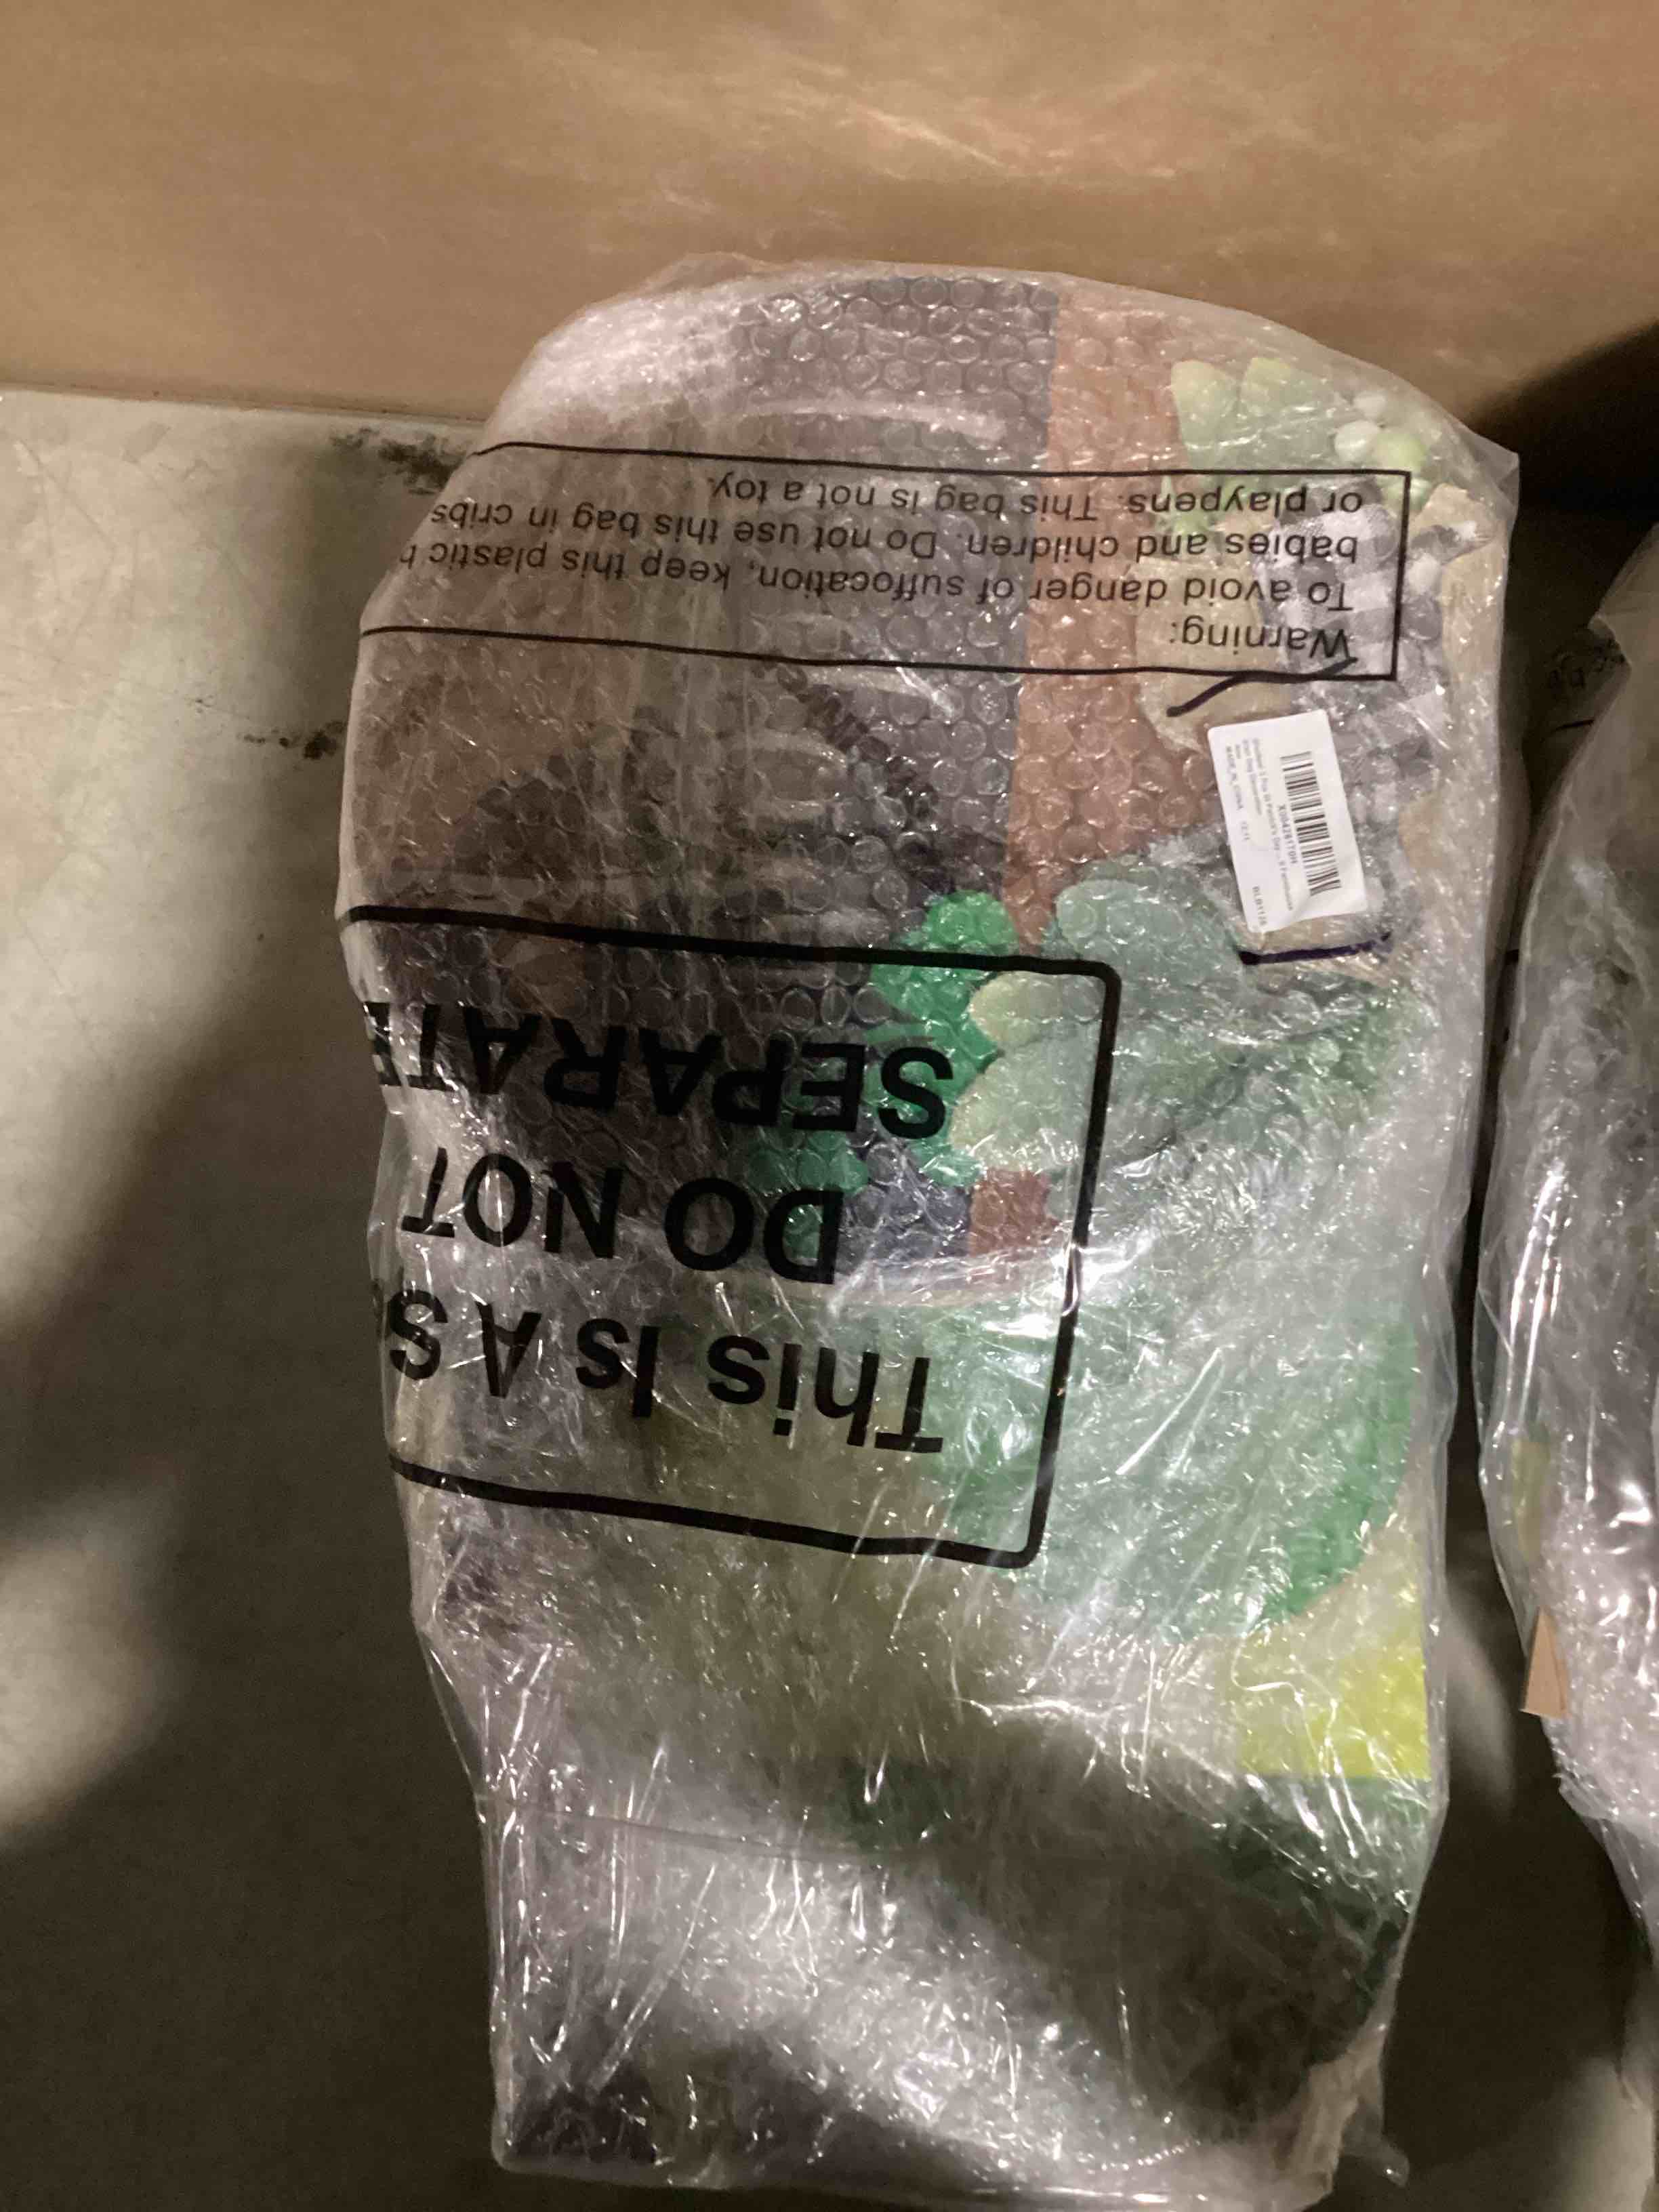 This Is A S
DO NOT
SEPARATE
Warning:
To avoid danger of suffocation, keep this plastic b
babies and children. Do not use this bag in cribs
or playpens. This bag is not a toy.